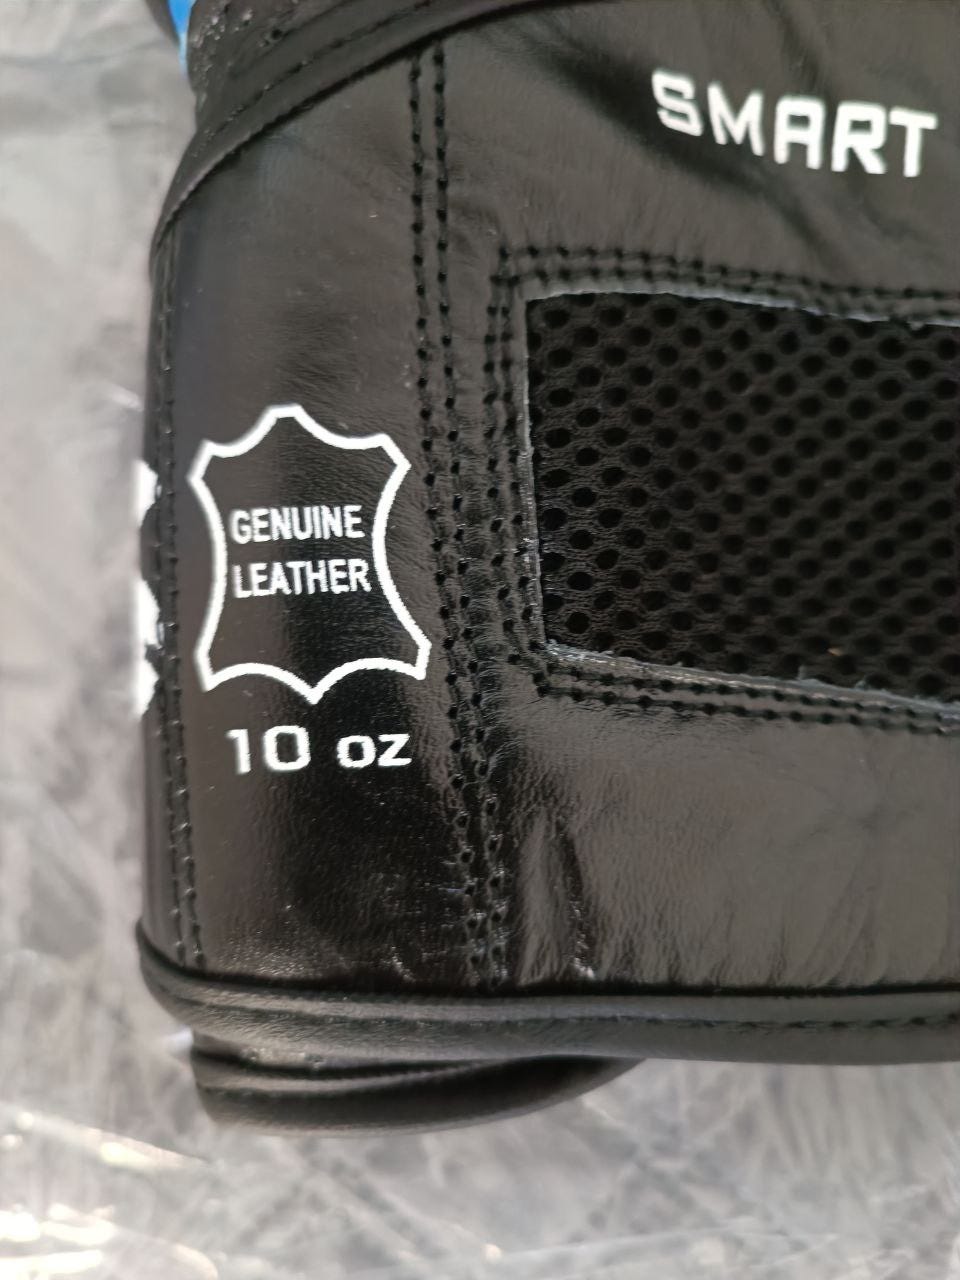 SMART
GENUINE
LEATHER
10 oz